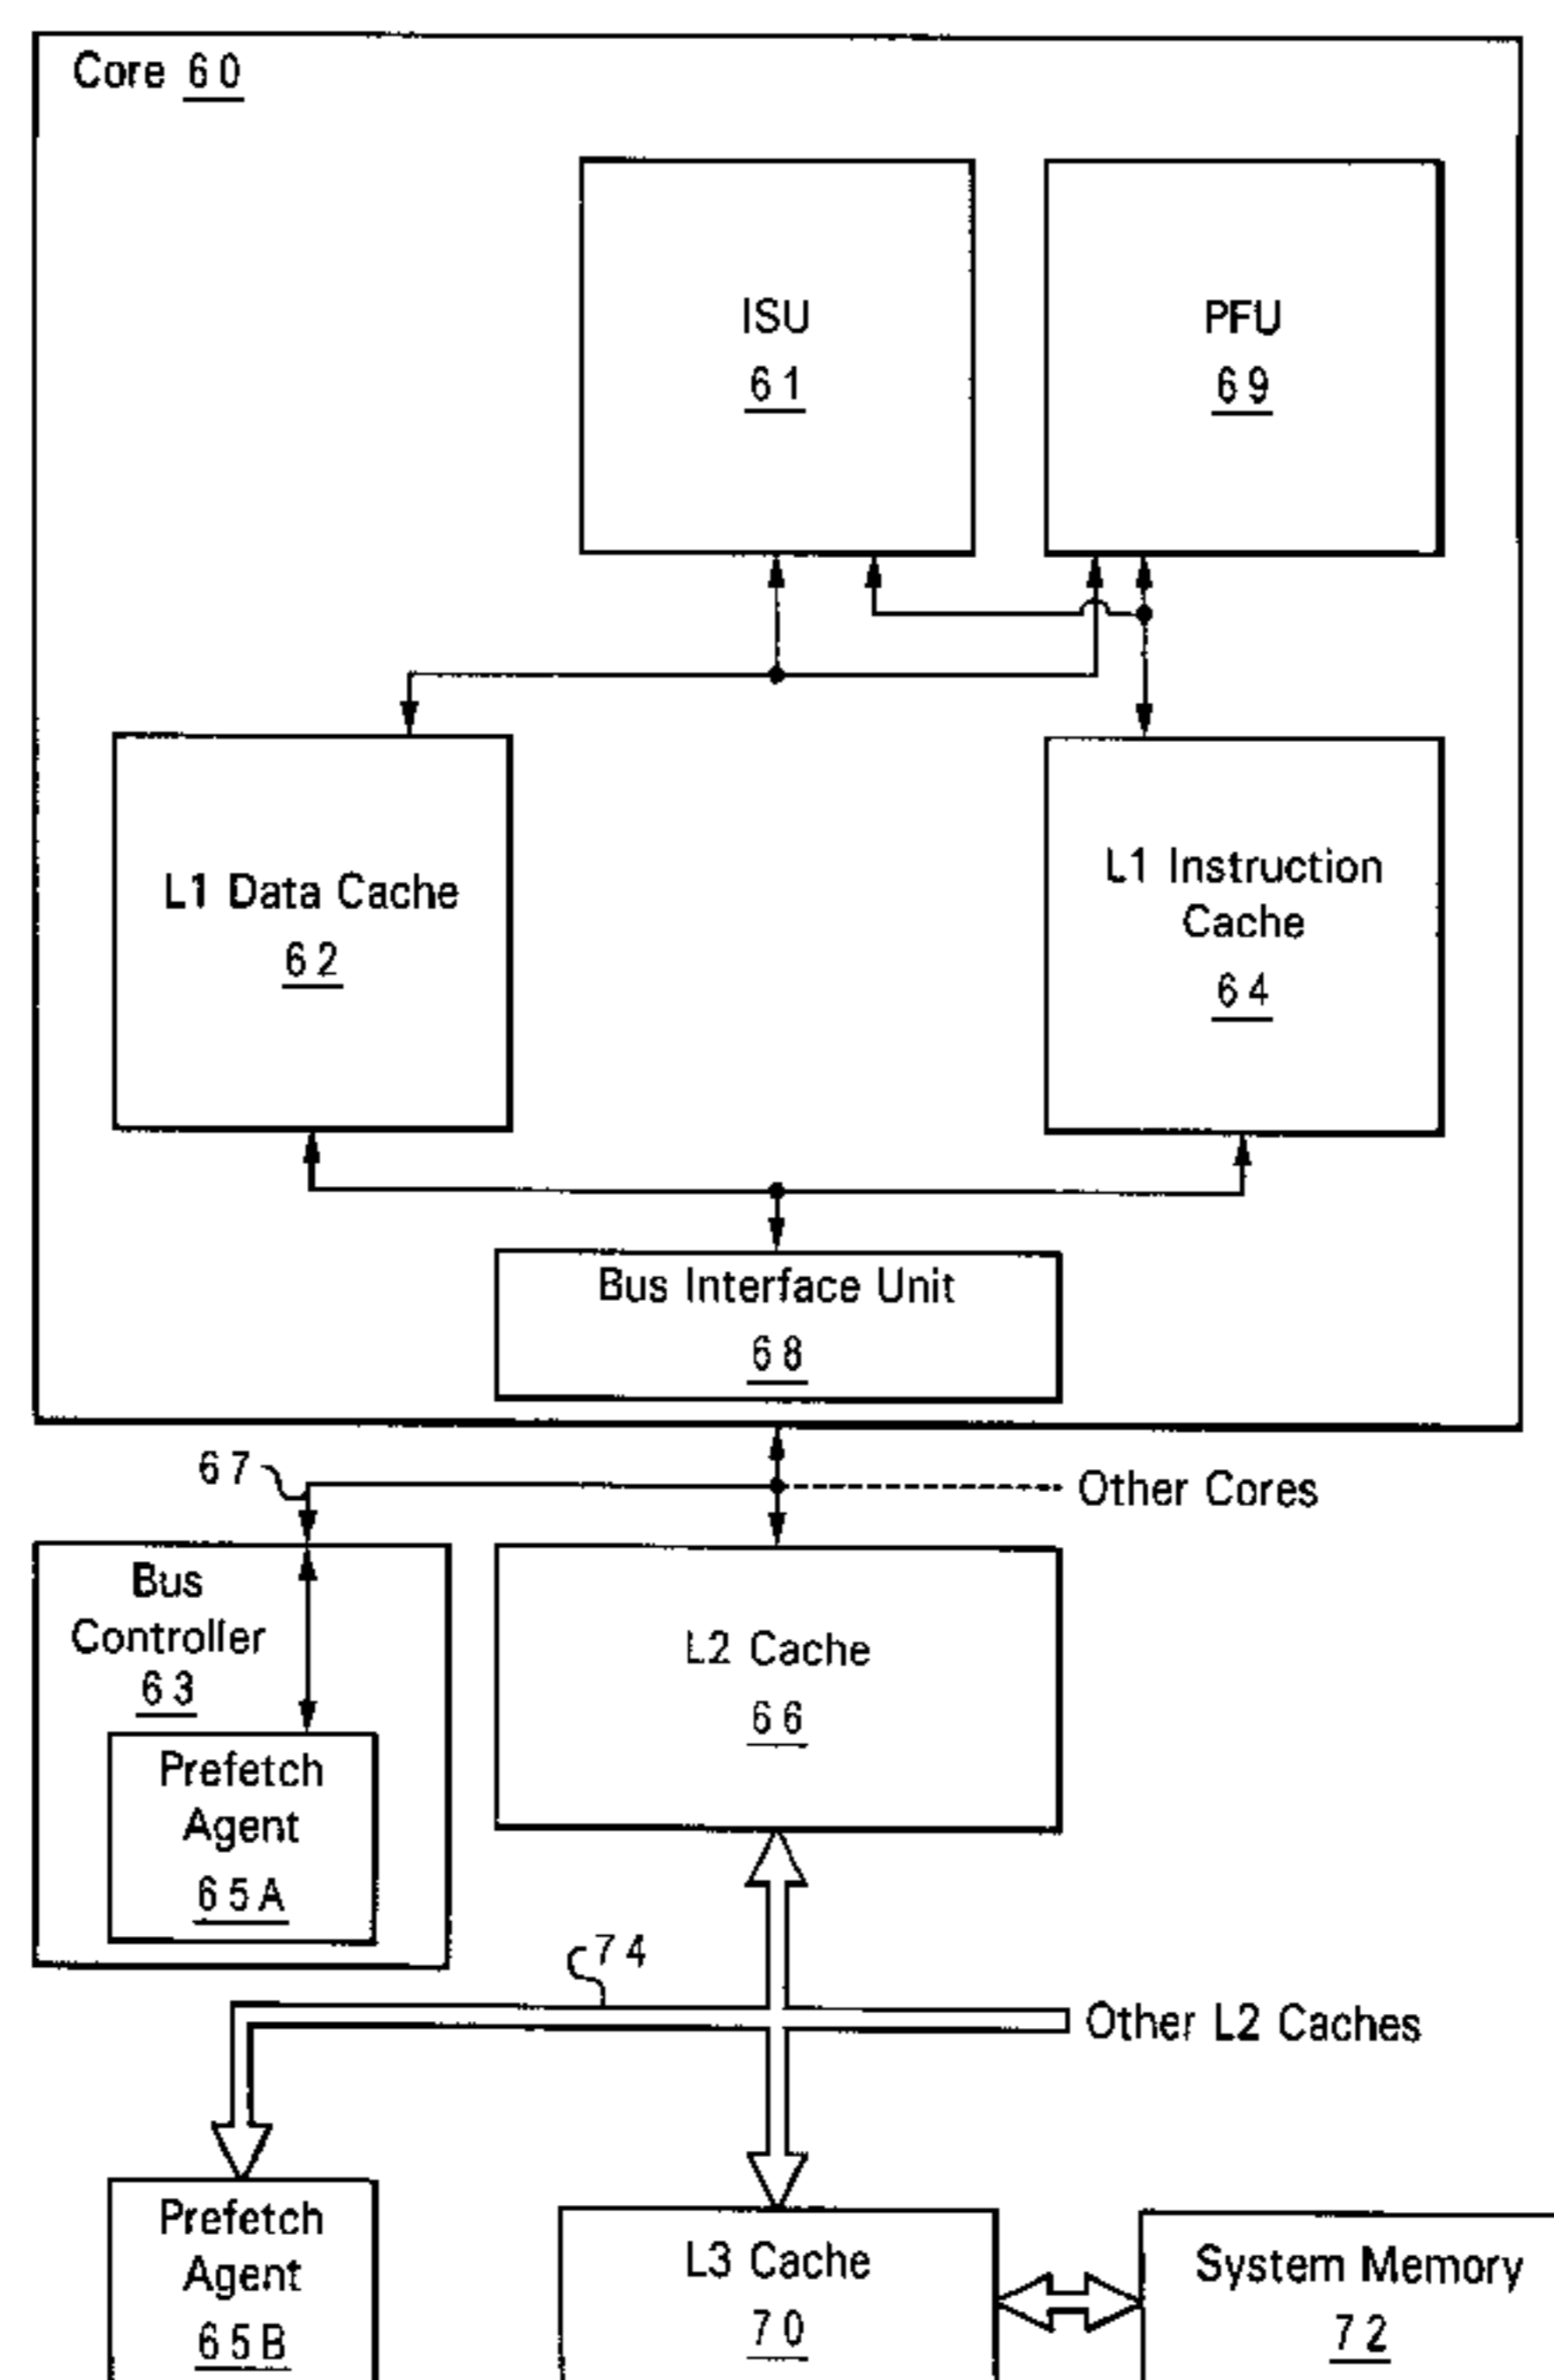 Core 60
ISU
61
PFU
69
L1 Data Cache
62
L1 Instruction
Cache
64
Bus Interface Unit
68
67
Other Cores
Bus
Controller
63
L2 Cache
66
Prefetch
Agent
65A
74
Other L2 Caches
Prefetch
Agent
65B
L3 Cache
70
System Memory
72